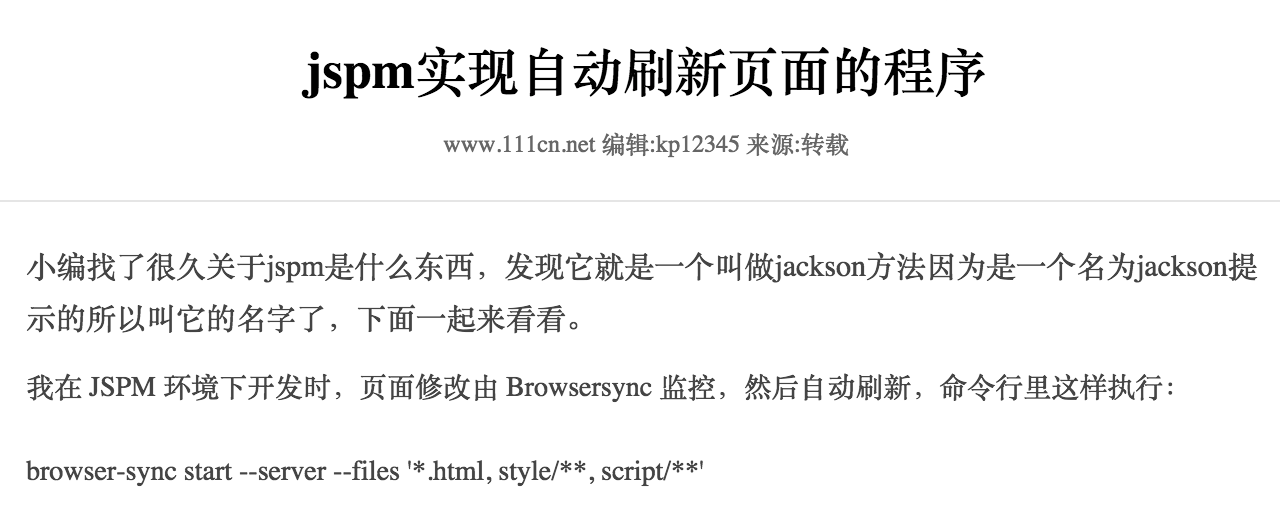 jspm实现自动刷新页面的程序
www.111cn.net 编辑:kp12345 来源:转载
小编找了很久关于jspm是什么东西，发现它就是一个叫做jackson方法因为是一个名为jackson提
示的所以叫它的名字了，下面一起来看看。
我在 JSPM 环境下开发时，页面修改由 Browsersync 监控，然后自动刷新，命令行里这样执行：
browser-sync start --server --files '*.html, style/**, script/**'